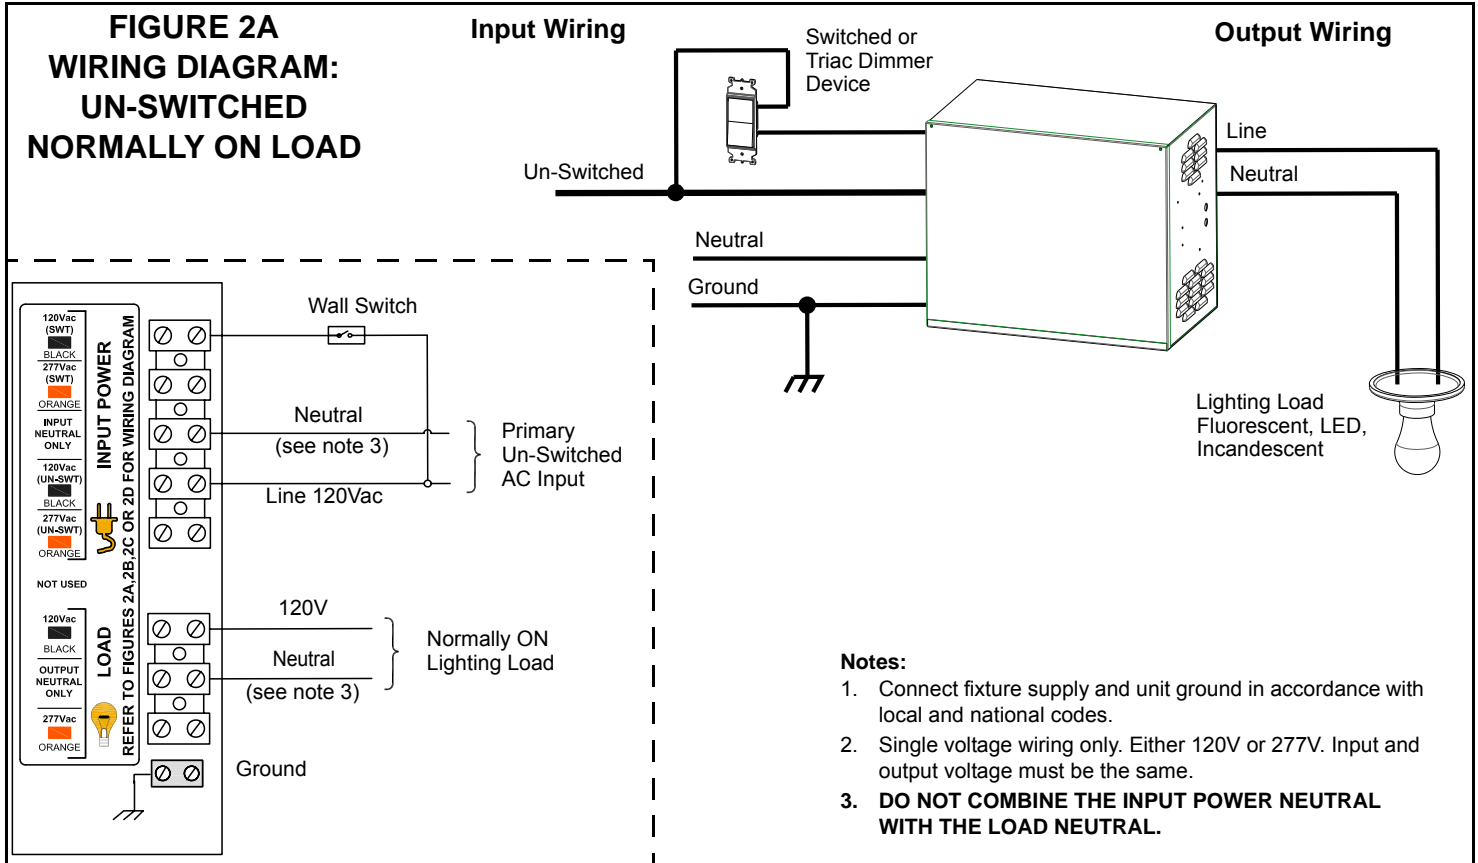 FIGURE 2A
WIRING DIAGRAM:
UN-SWITCHED
NORMALLY ON LOAD
Input Wiring
Output Wiring
Switched or
Triac Dimmer
Device
Un-Switched
Neutral
Ground
Line
Neutral
Lighting Load
Fluorescent, LED,
Incandescent
120Vac
(SWT)
BLACK
277Vac
(SWT)
ORANGE
INPUT
NEUTRAL
ONLY
120Vac
(UN-SWT)
BLACK
277Vac
(UN-SWT)
ORANGE
NOT USED
120Vac
BLACK
OUTPUT
NEUTRAL
ONLY
277Vac
ORANGE
INPUT POWER
LOAD
REFER TO FIGURES 2A,2B,2C OR 2D FOR WIRING DIAGRAM
Wall Switch
Neutral
(see note 3)
Line 120Vac
Primary
Un-Switched
AC Input
120V
Neutral
(see note 3)
Normally ON
Lighting Load
Ground
Notes:
1. Connect fixture supply and unit ground in accordance with
local and national codes.
2. Single voltage wiring only. Either 120V or 277V. Input and
output voltage must be the same.
3. DO NOT COMBINE THE INPUT POWER NEUTRAL
WITH THE LOAD NEUTRAL.